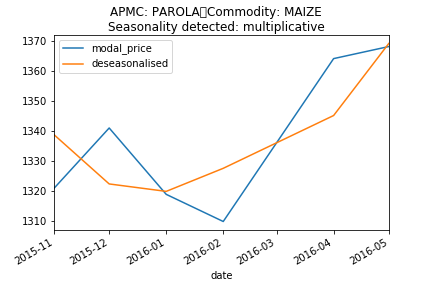 APMC: PAROLA▯Commodity: MAIZE
Seasonality detected: multiplicative
modal_price
deseasonalised
1370
1360
1350
1340
1330
1320
1310
2015-11
2015-12
2016-01
2016-02
2016-03
2016-04
2016-05
date